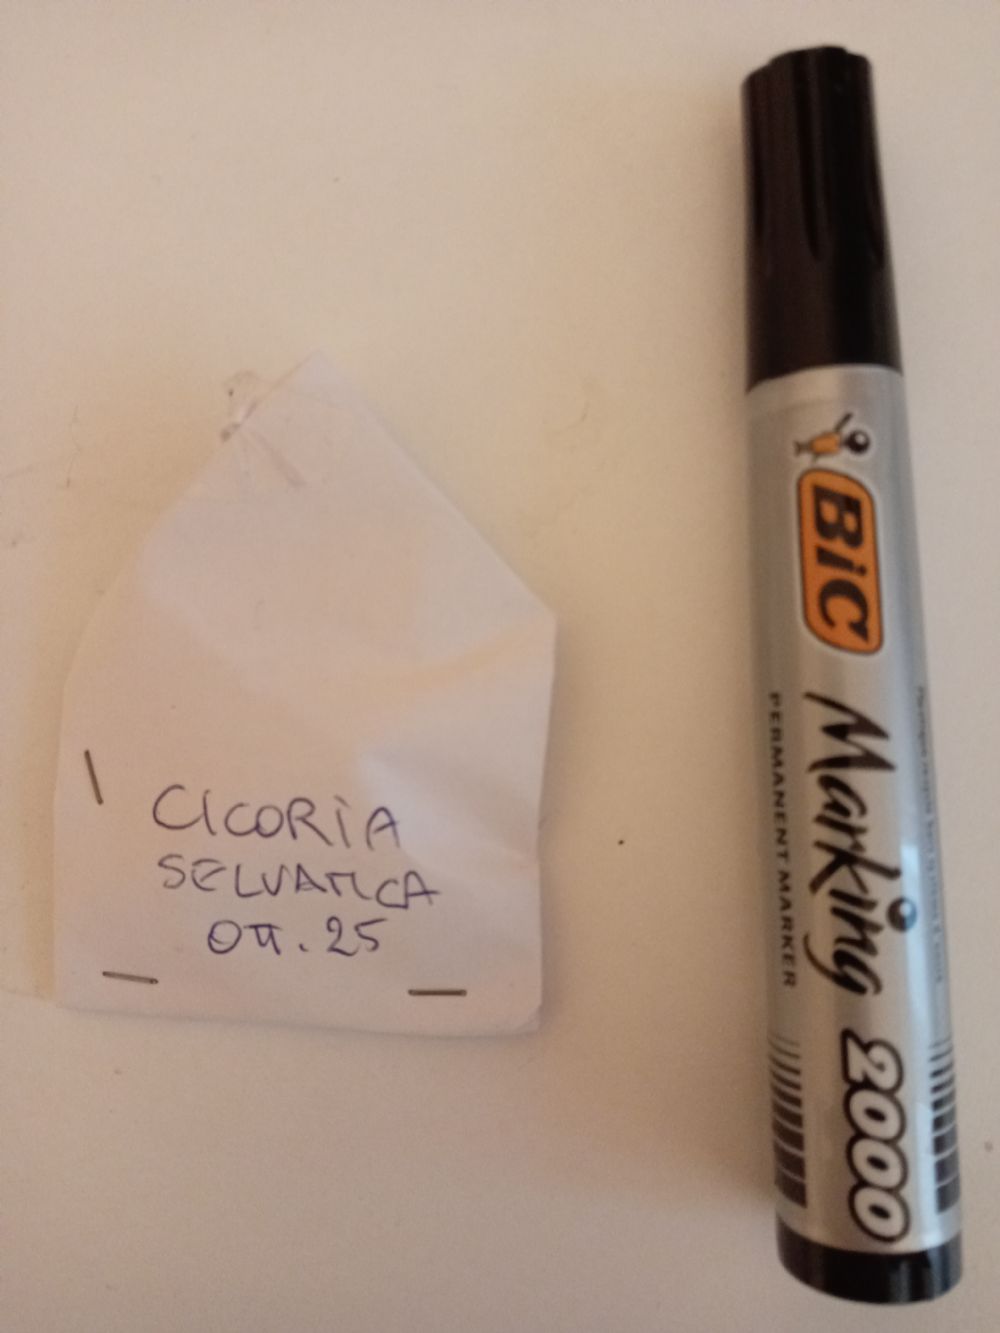 CICORIA
SELVATICA
OTT. 25
BiC
Marking 2000
PERMANENT MARKER